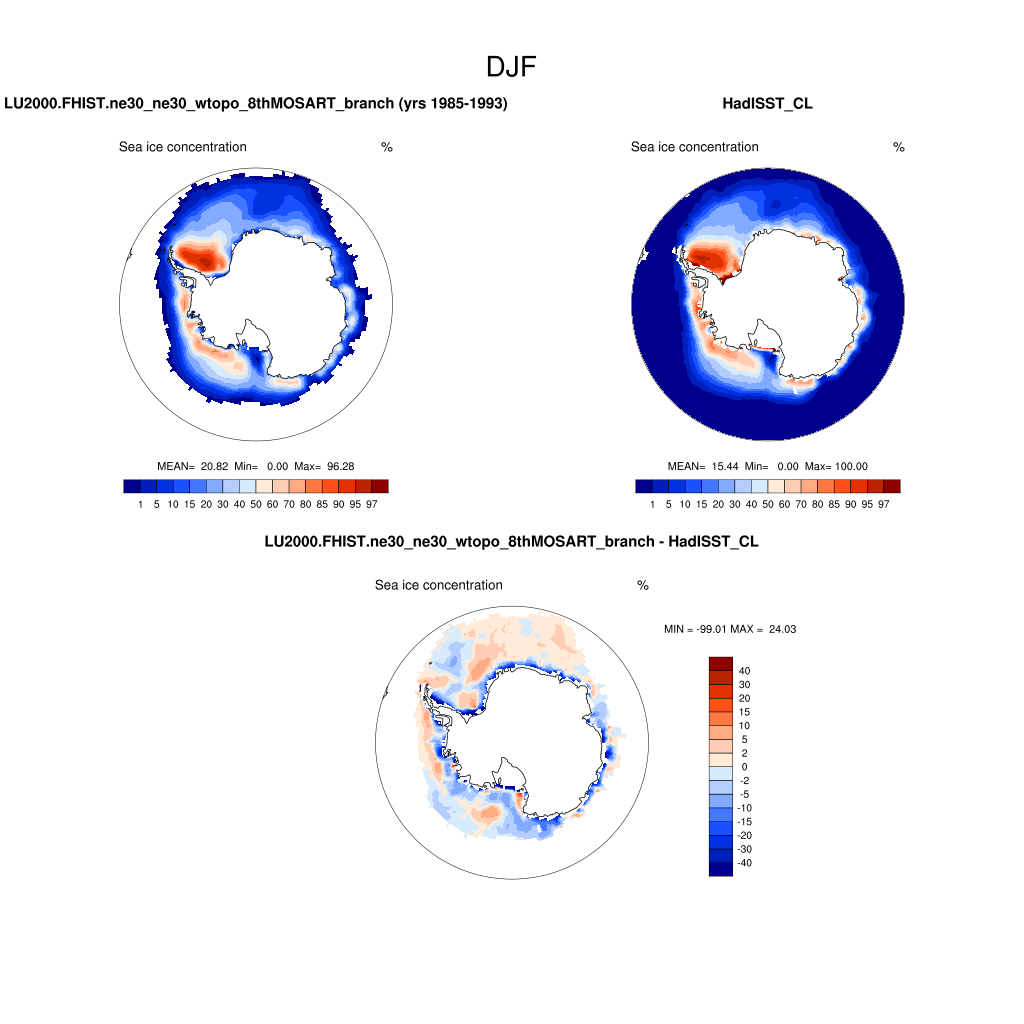 DJF
LU2000.FHIST.ne30_ne30_wtopo_8thMOSART_branch (yrs 1985-1993)
HadISST_CL
Sea ice concentration %
Sea ice concentration %
MEAN= 20.82 Min= 0.00 Max= 96.28
MEAN= 15.44 Min= 0.00 Max= 100.00
1 5 10 15 20 30 40 50 60 70 80 85 90 95 97
1 5 10 15 20 30 40 50 60 70 80 85 90 95 97
LU2000.FHIST.ne30_ne30_wtopo_8thMOSART_branch - HadISST_CL
Sea ice concentration %
MIN = -99.01 MAX = 24.03
40
30
20
15
10
5
2
0
-2
-5
-10
-15
-20
-30
-40